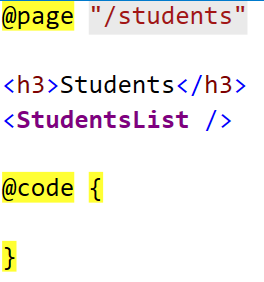 @page "/students"
<h3>Students</h3>
<StudentsList />
@code {
}